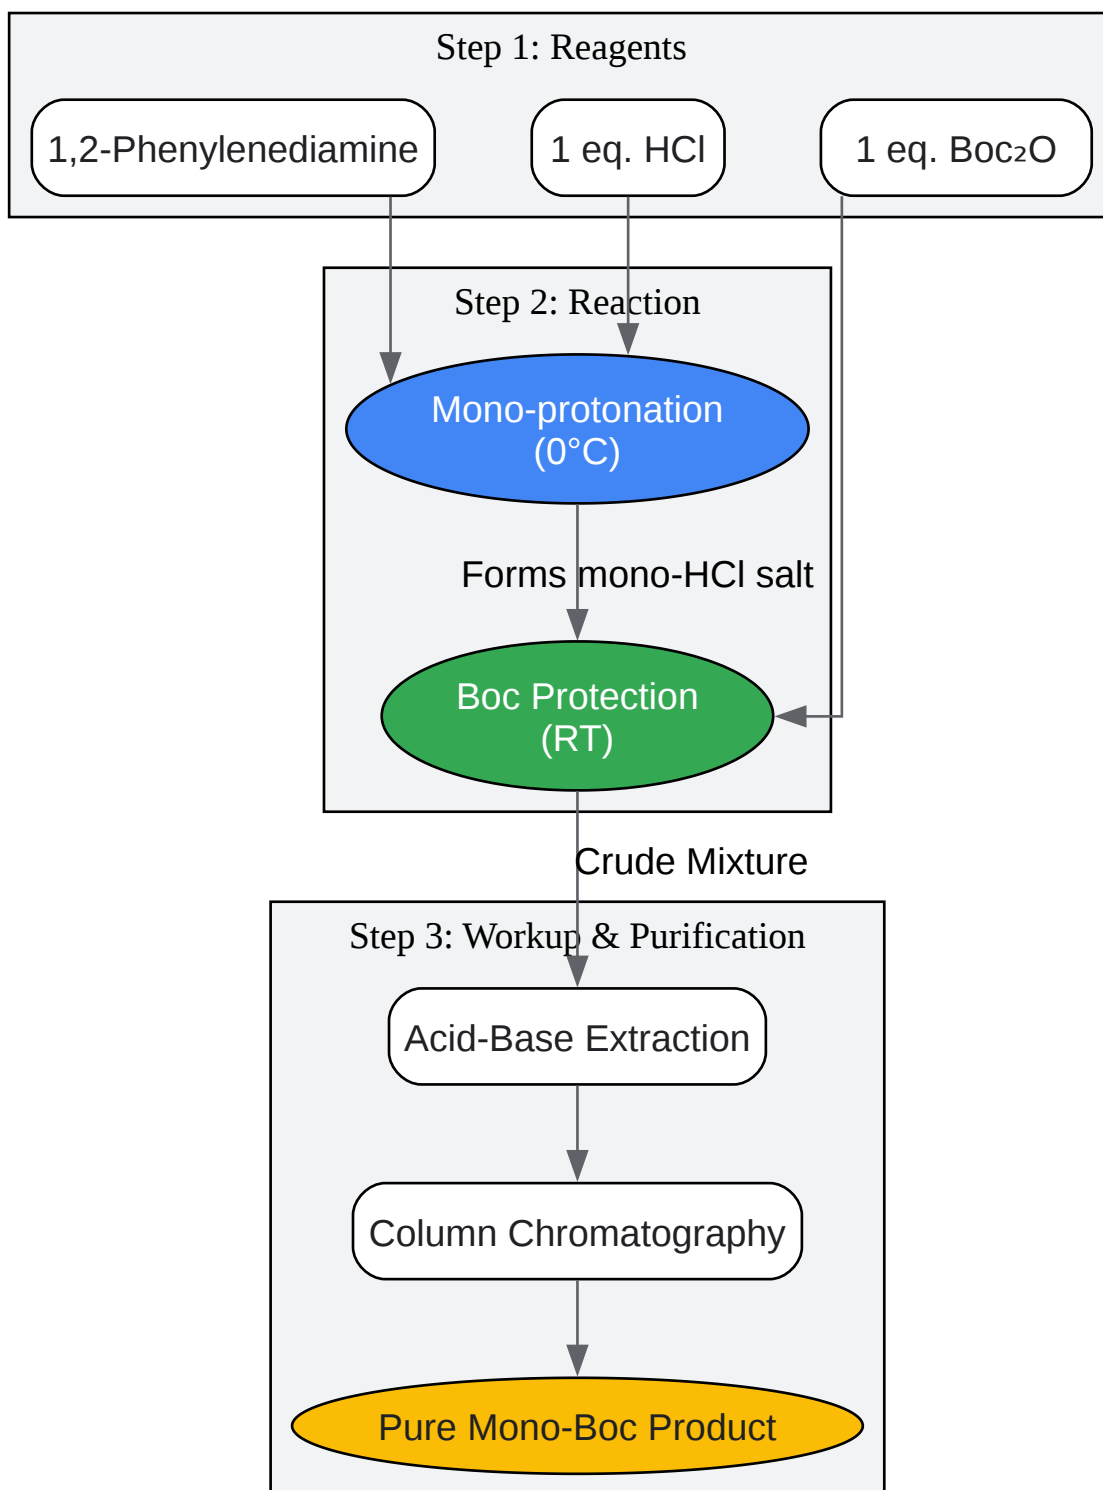 Step 1: Reagents
1,2-Phenylenediamine
1 eq. HCl
1 eq. Boc₂O
Step 2: Reaction
Mono-protonation
(0°C)
Forms mono-HCl salt
Boc Protection
(RT)
Crude Mixture
Step 3: Workup & Purification
Acid-Base Extraction
Column Chromatography
Pure Mono-Boc Product